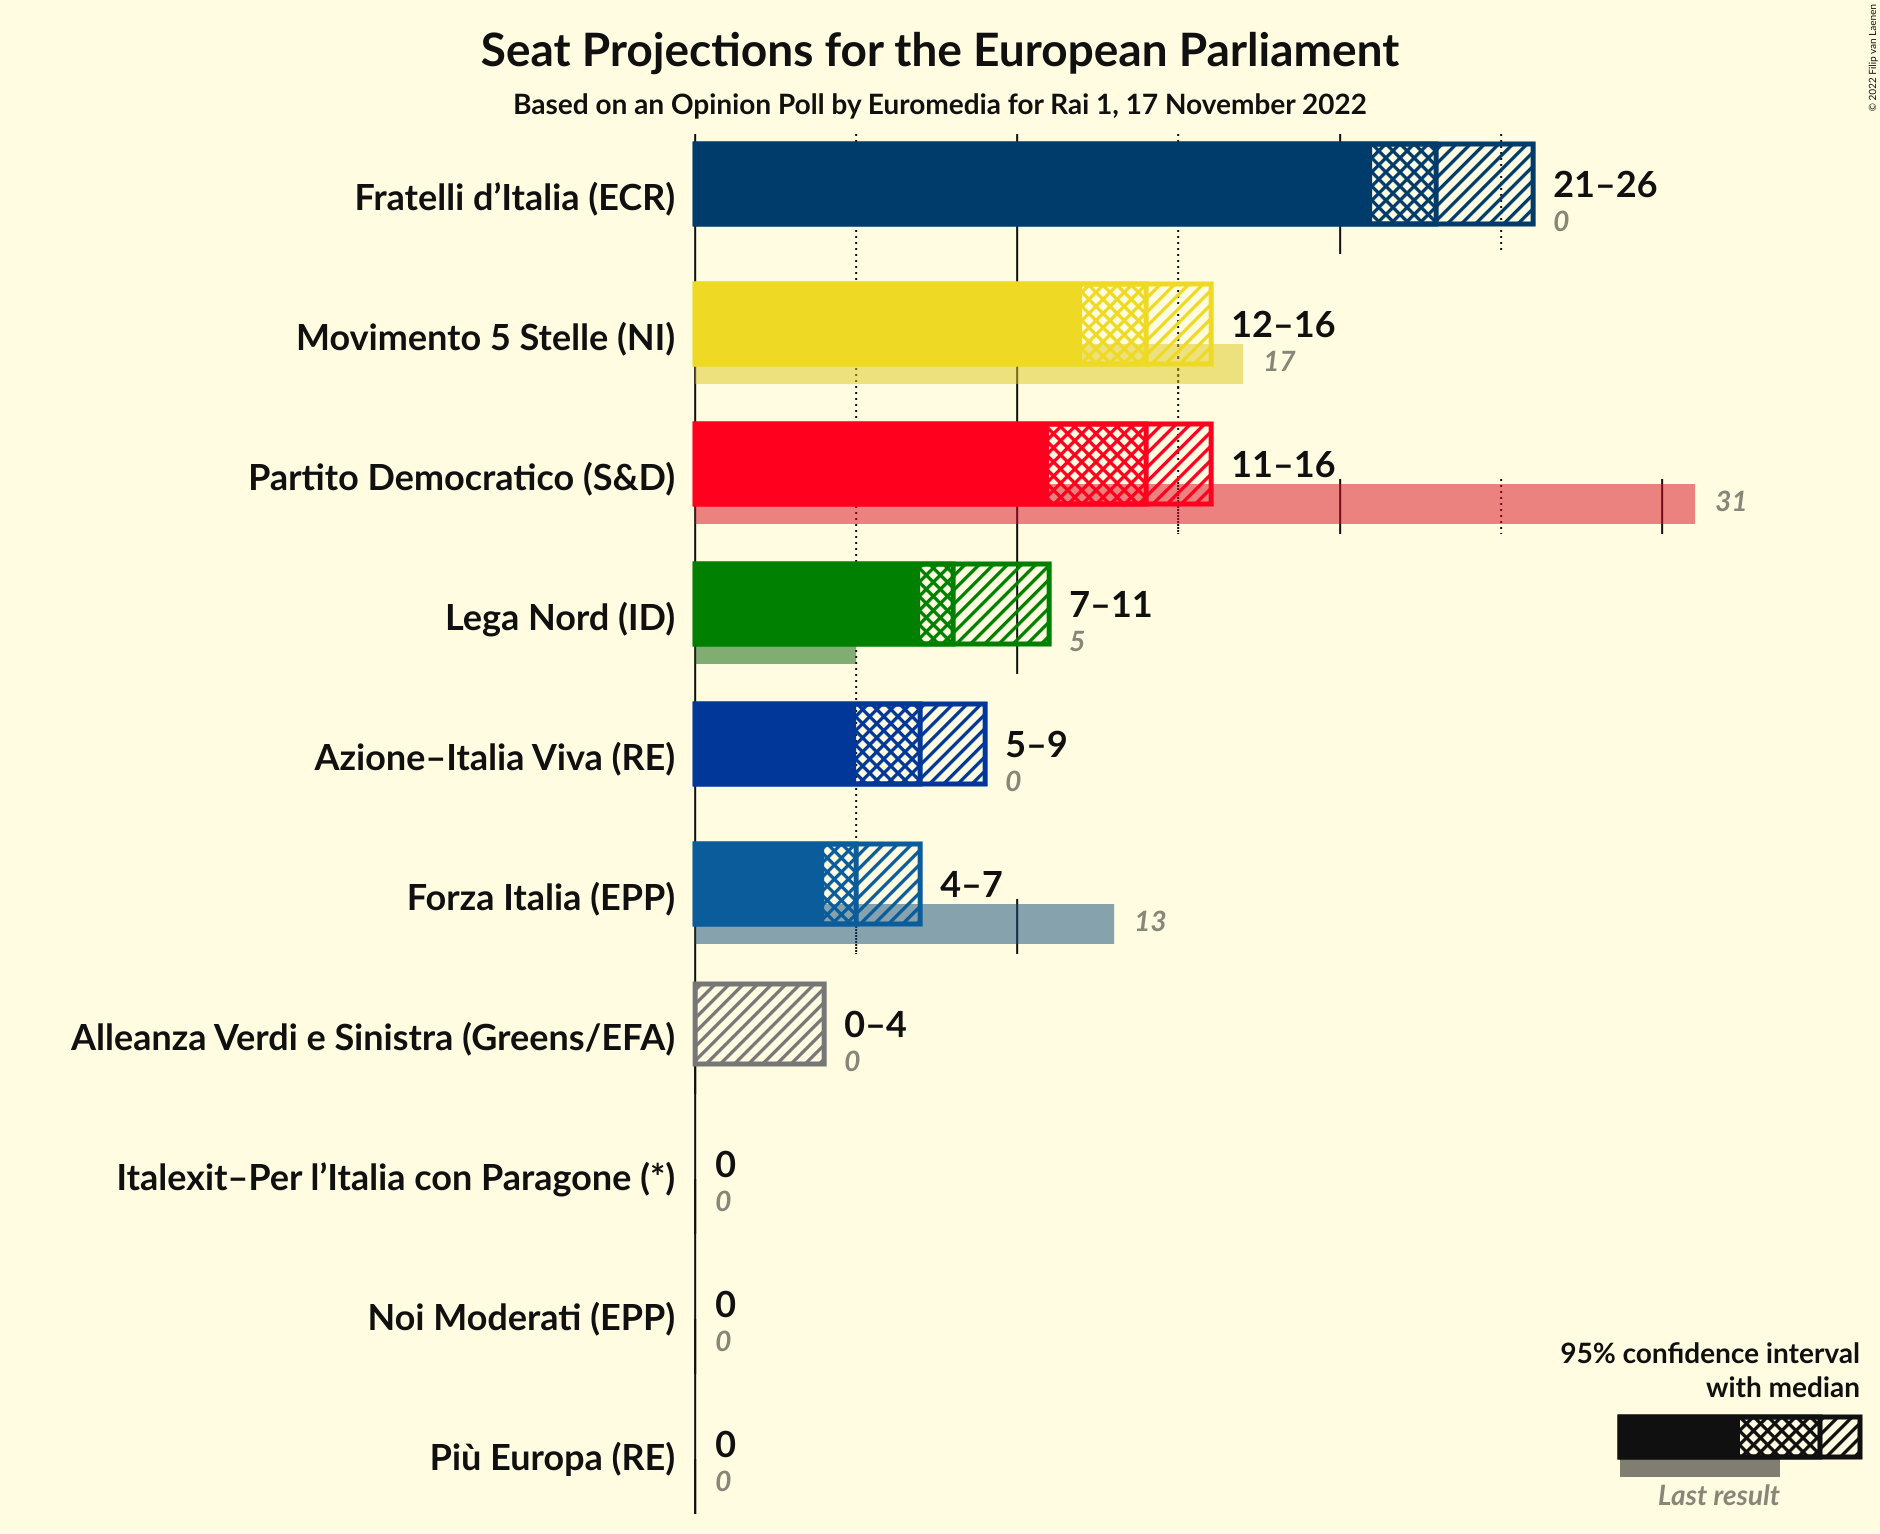 Seat Projections for the European Parliament
Based on an Opinion Poll by Euromedia for Rai 1, 17 November 2022
© 2022 Filip van Laenen
Fratelli d’Italia (ECR)
21–26
0
Movimento 5 Stelle (NI)
12–16
17
Partito Democratico (S&D)
11–16
31
Lega Nord (ID)
7–11
5
Azione–Italia Viva (RE)
5–9
0
Forza Italia (EPP)
4–7
13
Alleanza Verdi e Sinistra (Greens/EFA)
0–4
0
Italexit–Per l’Italia con Paragone (*)
0
0
Noi Moderati (EPP)
0
0
Più Europa (RE)
0
0
95% confidence interval
with median
Last result